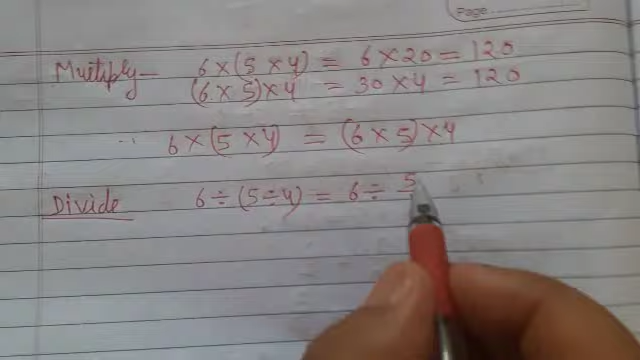 Page
Multiply— 6×(5×4) = 6×20 = 120
(6×5)×4 = 30×4 = 120
∴ 6×(5×4) = (6×5)×4
Divide 6÷(5÷4) = 6÷ 5